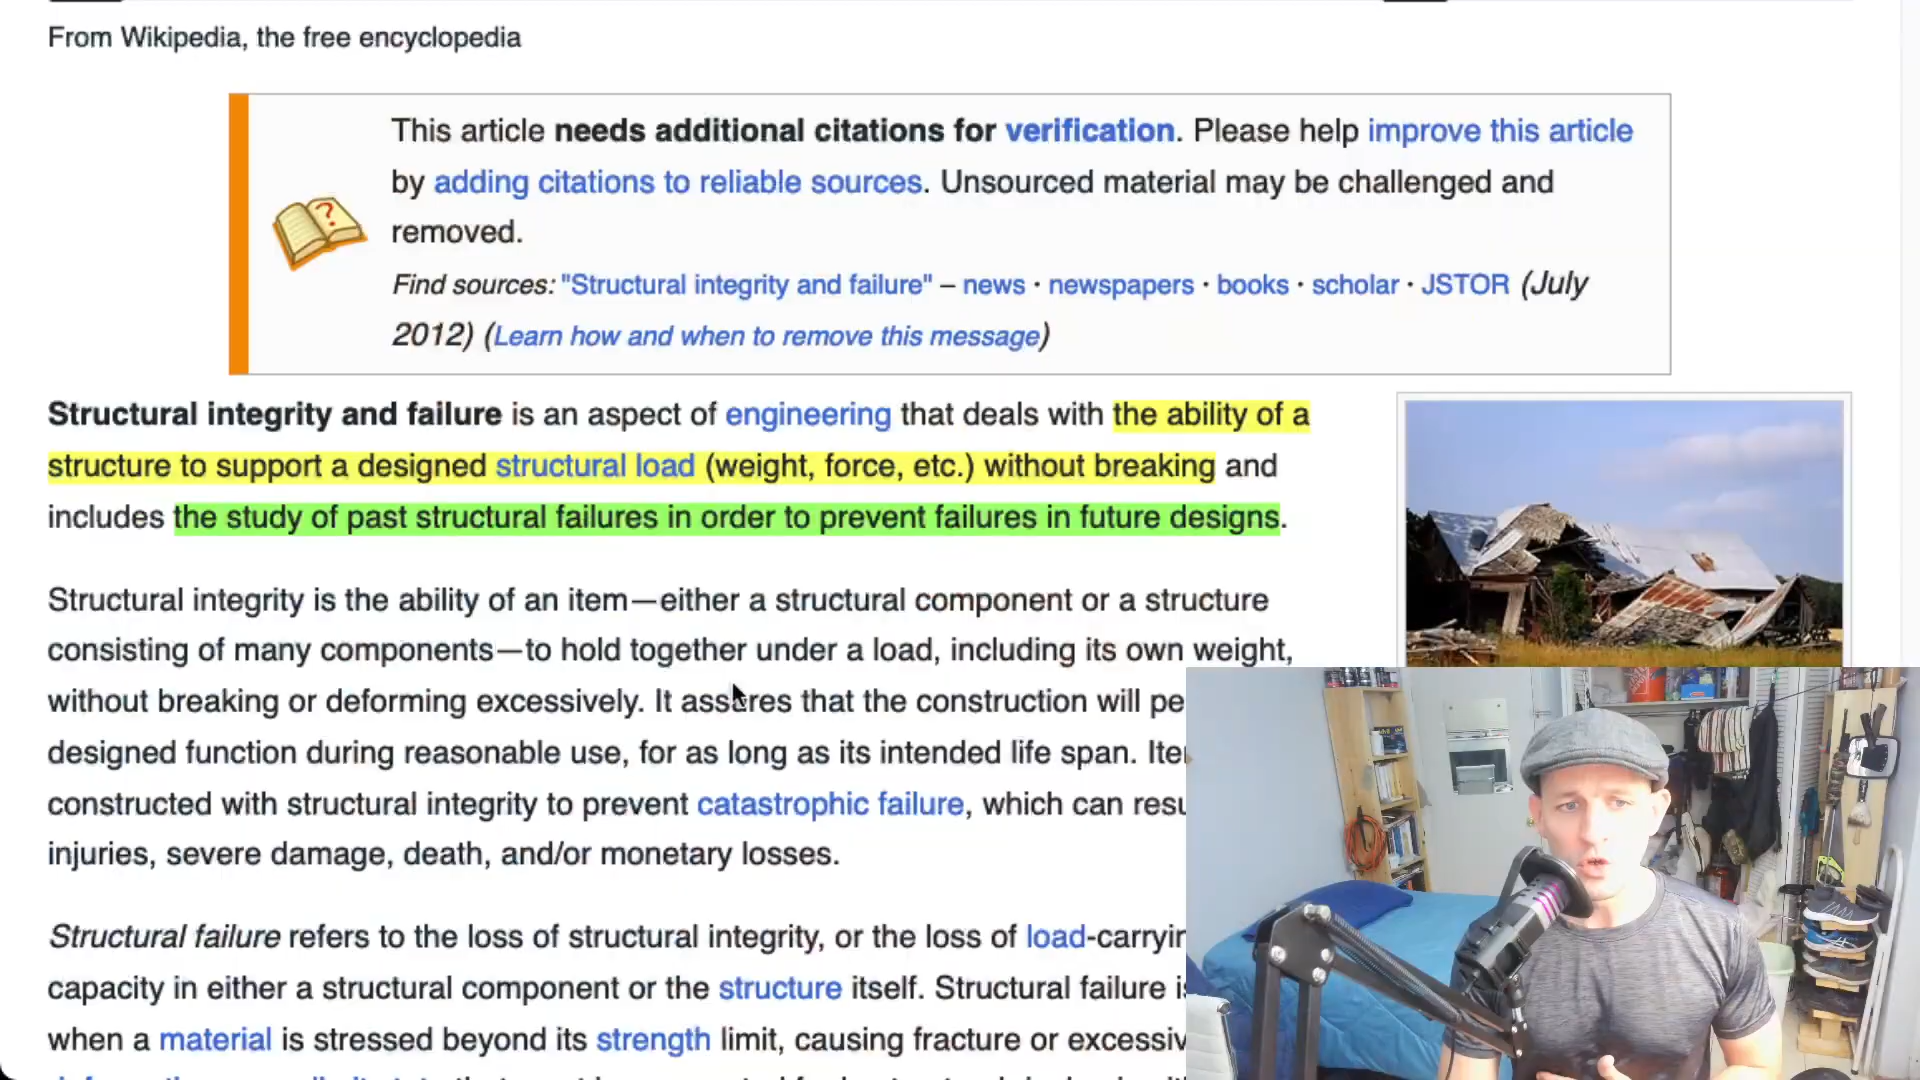 From Wikipedia, the free encyclopedia
This article needs additional citations for verification. Please help improve this article
by adding citations to reliable sources. Unsourced material may be challenged and
removed.
Find sources: "Structural integrity and failure" – news · newspapers · books · scholar · JSTOR (July
2012) (Learn how and when to remove this message)
Structural integrity and failure is an aspect of engineering that deals with the ability of a
structure to support a designed structural load (weight, force, etc.) without breaking and
includes the study of past structural failures in order to prevent failures in future designs.
Structural integrity is the ability of an item—either a structural component or a structure
consisting of many components—to hold together under a load, including its own weight,
without breaking or deforming excessively. It assures that the construction will pe
designed function during reasonable use, for as long as its intended life span. Ite
constructed with structural integrity to prevent catastrophic failure, which can resu
injuries, severe damage, death, and/or monetary losses.
Structural failure refers to the loss of structural integrity, or the loss of load-carryin
capacity in either a structural component or the structure itself. Structural failure is
when a material is stressed beyond its strength limit, causing fracture or excessiv